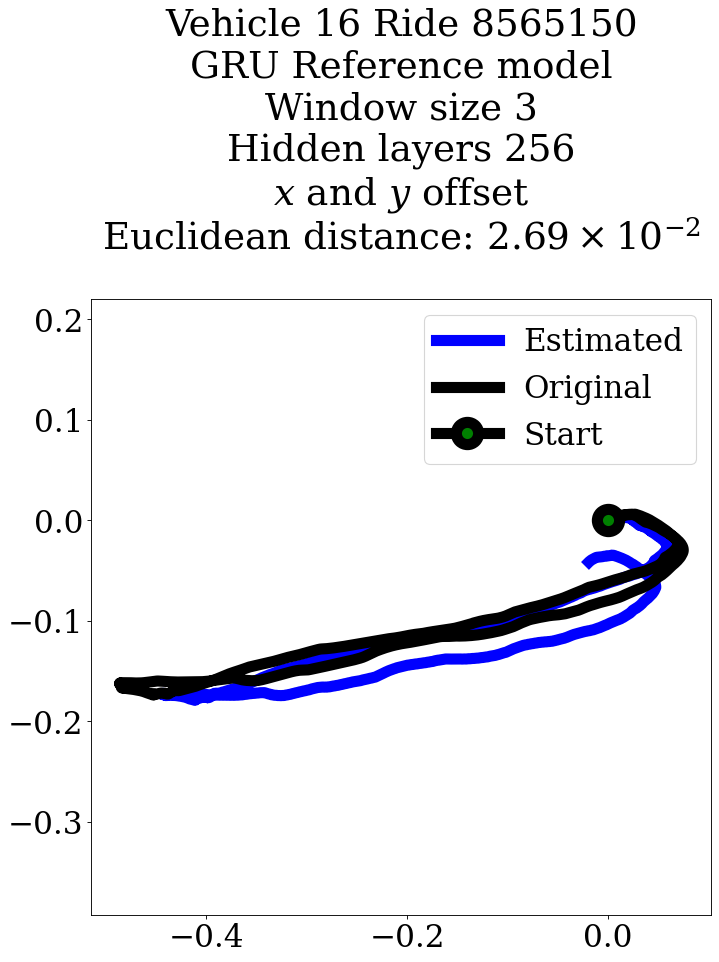 Vehicle 16 Ride 8565150
GRU Reference model
Window size 3
Hidden layers 256
x and y offset
Euclidean distance: 2.69 × 10⁻²
Estimated
Original
Start
0.2
0.1
0.0
−0.1
−0.2
−0.3
−0.4
−0.2
0.0